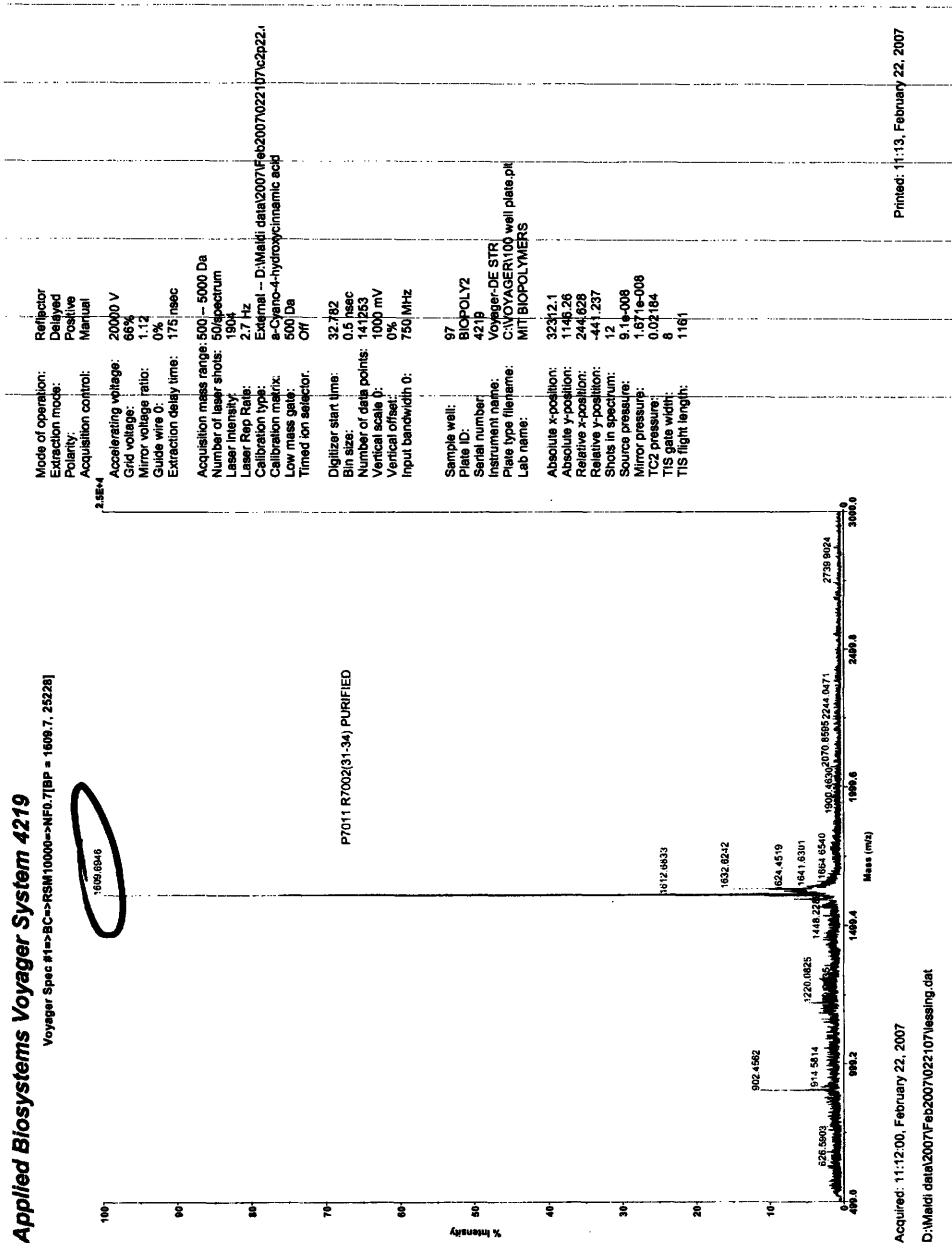 Applied Biosystems Voyager System 4219
Voyager Spec #1=>BC=>RSM10000=>NF0.7[BP = 1609.7, 25228]
2.5E+4
1609.6946
P7011 R7002(31-34) PURIFIED
1612.6833
1632.6242
1624.4519
1641.6301
1664.6540
1448.228
1220.0825
902.4562
914.5814
626.5903
1900.4630
2070.8595
2244.0471
2739.9024
% Intensity
100
90
80
70
60
50
40
30
20
10
0
0
499.0
999.2
1499.4
1999.6
2499.8
3000.0
Mass (m/z)
Mode of operation: Reflector
Extraction mode: Delayed
Polarity: Positive
Acquisition control: Manual
Accelerating voltage: 20000 V
Grid voltage: 66%
Mirror voltage ratio: 1.12
Guide wire 0: 0%
Extraction delay time: 175 nsec
Acquisition mass range: 500 -- 5000 Da
Number of laser shots: 50/spectrum
Laser intensity: 1904
Laser Rep Rate: 2.7 Hz
Calibration type: External -- D:\Maldi data\2007\Feb2007\022107\c2p22.
Calibration matrix: a-Cyano-4-hydroxycinnamic acid
Low mass gate: 500 Da
Timed ion selector. Off
Digitizer start time: 32.782
Bin size: 0.5 nsec
Number of data points: 141253
Vertical scale 0: 1000 mV
Vertical offset: 0%
Input bandwidth 0: 750 MHz
Sample well: 97
Plate ID: BIOPOLY2
Serial number: 4219
Instrument name: Voyager-DE STR
Plate type filename: C:\VOYAGER\100 well plate.plt
Lab name: MIT BIOPOLYMERS
Absolute x-position: 32312.1
Absolute y-position: 1146.26
Relative x-position: 244.628
Relative y-postition: -441.237
Shots in spectrum: 12
Source pressure: 9.1e-008
Mirror pressure: 1.671e-008
TC2 pressure: 0.02184
TIS gate width: 8
TIS flight length: 1161
Acquired: 11:12:00, February 22, 2007
D:\Maldi data\2007\Feb2007\022107\lessing.dat
Printed: 11:13, February 22, 2007